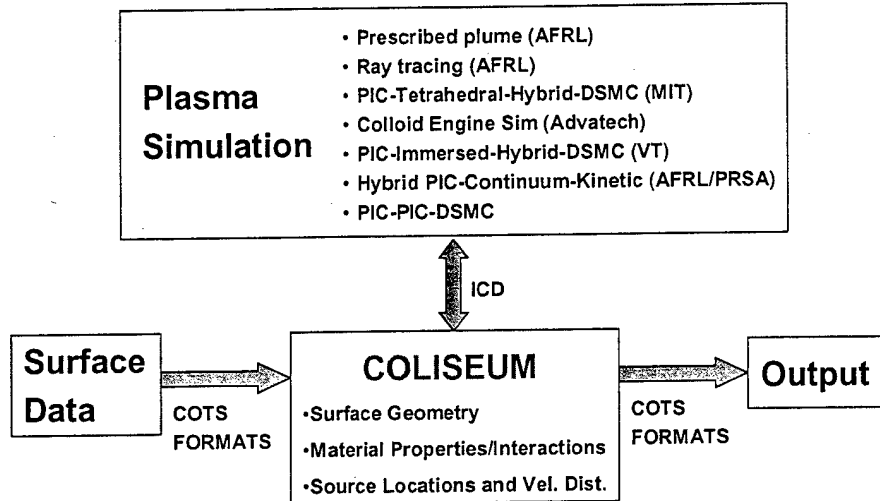 Plasma
Simulation
• Prescribed plume (AFRL)
• Ray tracing (AFRL)
• PIC-Tetrahedral-Hybrid-DSMC (MIT)
• Colloid Engine Sim (Advatech)
• PIC-Immersed-Hybrid-DSMC (VT)
• Hybrid PIC-Continuum-Kinetic (AFRL/PRSA)
• PIC-PIC-DSMC
ICD
Surface
Data
COTS
FORMATS
COLISEUM
•Surface Geometry
•Material Properties/Interactions
•Source Locations and Vel. Dist.
COTS
FORMATS
Output